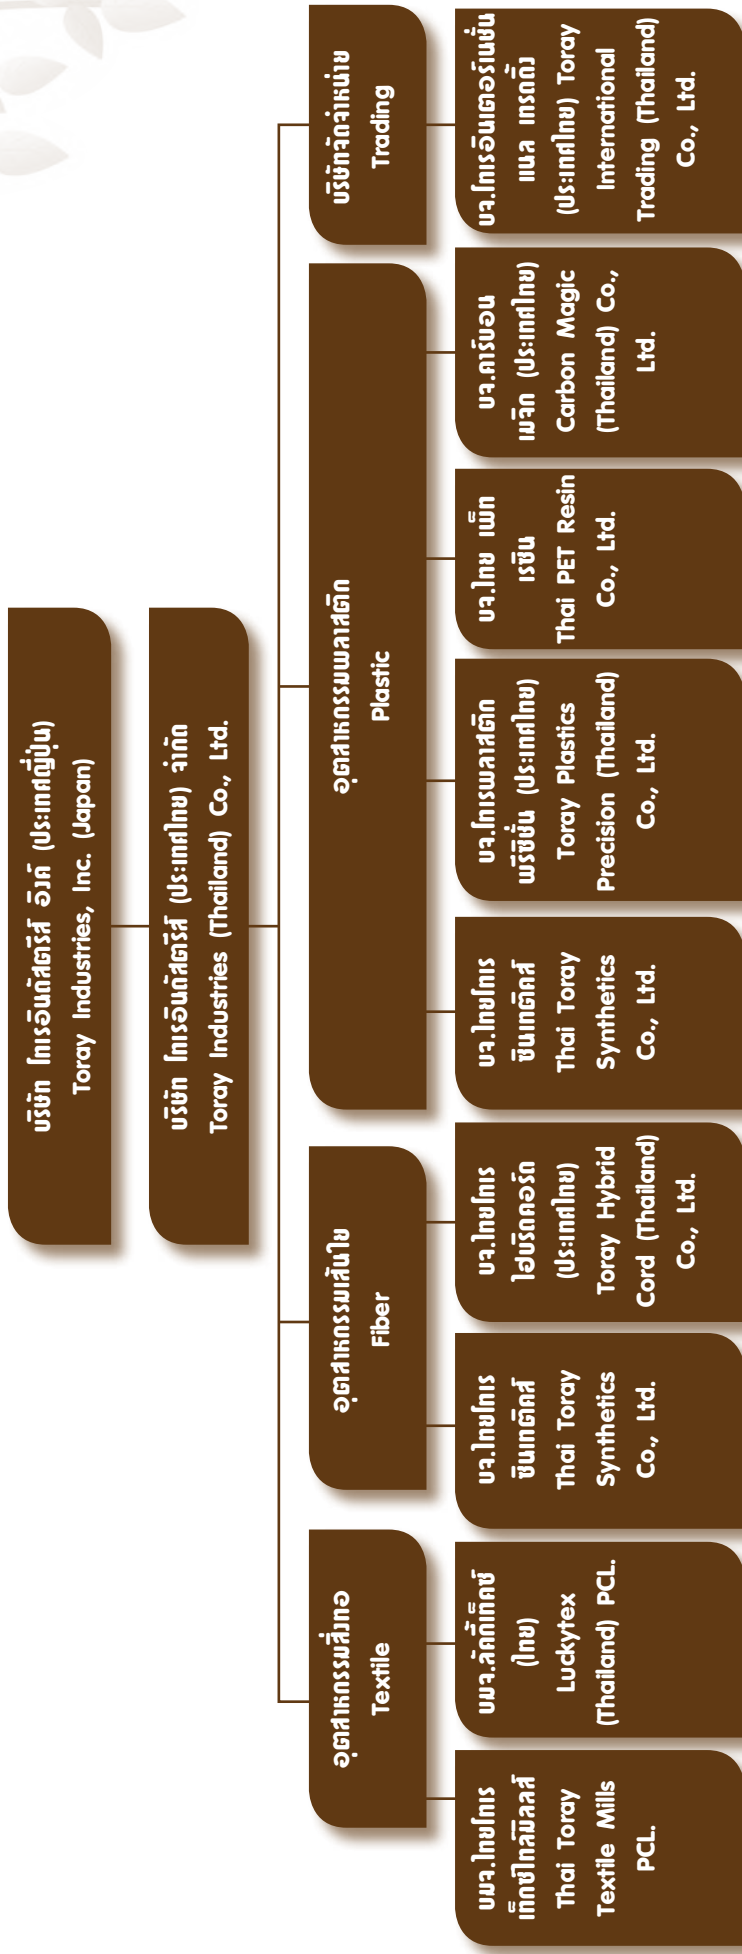 บริษัท โทเรอินดัสตรีส์ อิงค์ (ประเทศญี่ปุ่น)
Toray Industries, Inc. (Japan)
บริษัท โทเรอินดัสตรีส์ (ประเทศไทย) จำกัด
Toray Industries (Thailand) Co., Ltd.
อุตสาหกรรมสิ่งทอ
Textile
อุตสาหกรรมเส้นใย
Fiber
อุตสาหกรรมพลาสติก
Plastic
บริษัทจัดจำหน่าย
Trading
บมจ.ไทยโทเร
เท็กซ์ไทล์มิลลส์
Thai Toray
Textile Mills
PCL.
บมจ.ลัคกี้เท็คซ์
(ไทย)
Luckytex
(Thailand) PCL.
บจ.ไทยโทเร
ซินเทติคส์
Thai Toray
Synthetics
Co., Ltd.
บจ.ไทยโทเร
ไฮบริดคอร์ด
(ประเทศไทย)
Toray Hybrid
Cord (Thailand)
Co., Ltd.
บจ.ไทยโทเร
ซินเทติคส์
Thai Toray
Synthetics
Co., Ltd.
บจ.โทเรพลาสติก
พรีซิชั่น (ประเทศไทย)
Toray Plastics
Precision (Thailand)
Co., Ltd.
บจ.ไทย เพ็ท
เรซิน
Thai PET Resin
Co., Ltd.
บจ.คาร์บอน
เมจิก (ประเทศไทย)
Carbon Magic
(Thailand) Co.,
Ltd.
บจ.โทเรอินเตอร์เนชั่น
แนล เทรดดิ้ง
(ประเทศไทย) Toray
International
Trading (Thailand)
Co., Ltd.